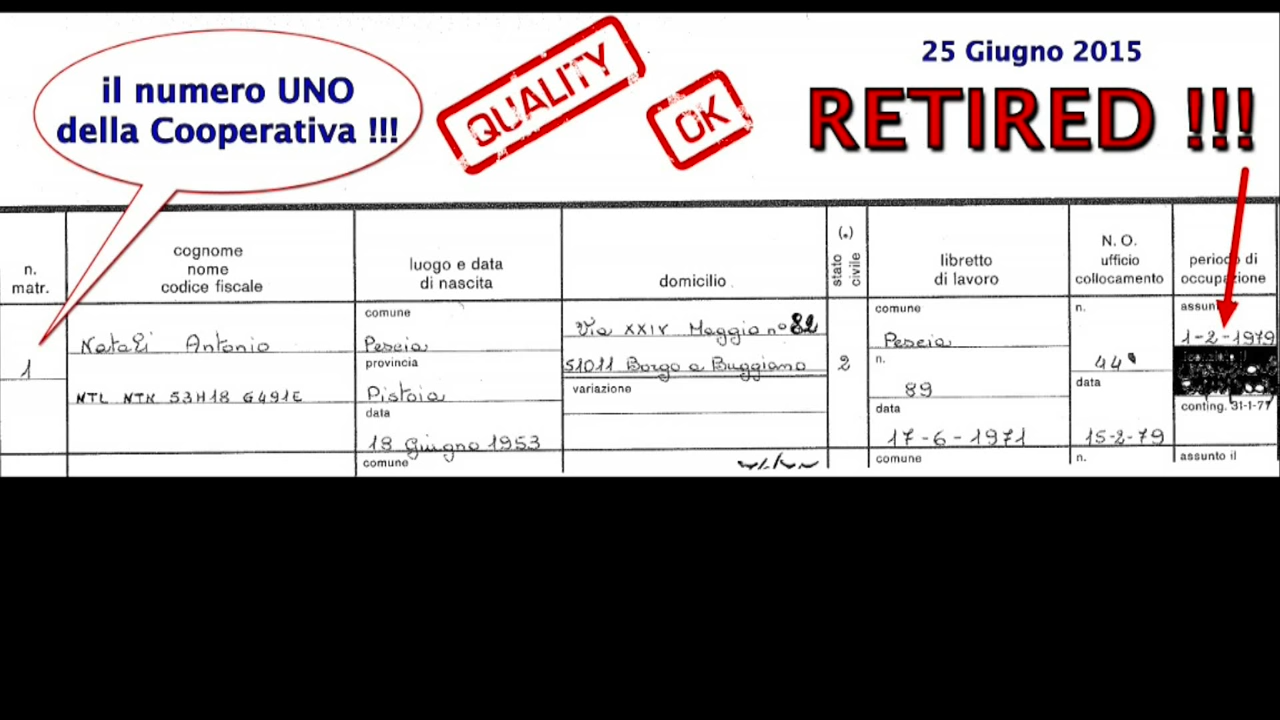 il numero UNO
della Cooperativa !!!
QUALITY
OK
25 Giugno 2015
RETIRED !!!
n.
matr.
cognome
nome
codice fiscale
luogo e data
di nascita
domicilio
(.)
stato
civile
libretto
di lavoro
N. O.
ufficio
collocamento
periodo di
occupazione
1
Natali Antonio
NTL NTN 53H18 G491E
comune
Pescia
provincia
Pistoia
data
18 Giugno 1953
Via XXIV Maggio n° 82
51011 Borgo a Buggiano
variazione
2
comune
Pescia
n.
89
data
17-6-1971
n.
44
data
15-2-79
1-2-1979
conting. 31-1-77
comune
comune
n.
assunto il